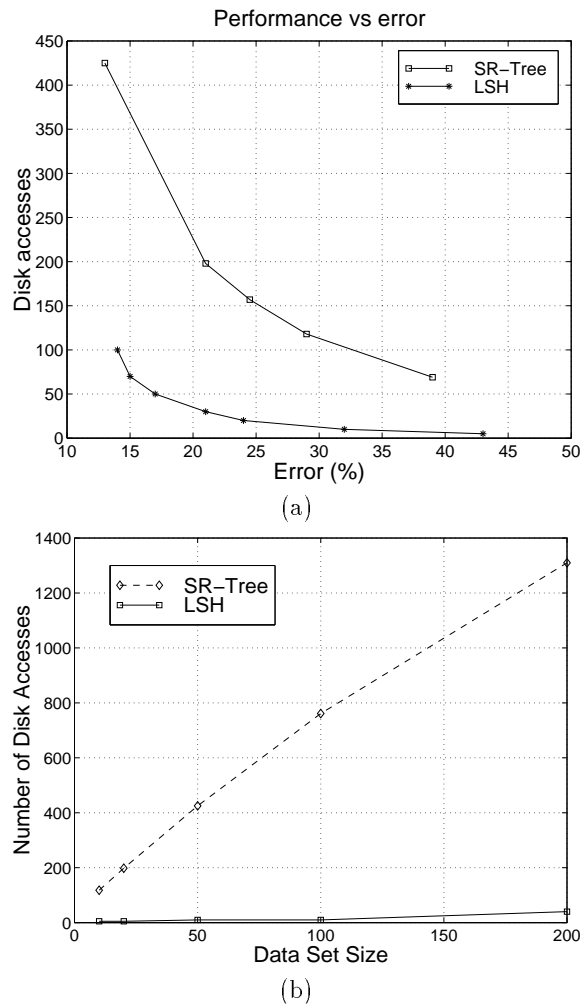 Performance vs error
450
400
350
300
250
200
150
100
50
0
Disk accesses
SR-Tree
LSH
10 15 20 25 30 35 40 45 50
Error (%)
(a)
1400
1200
1000
800
600
400
200
0
Number of Disk Accesses
SR-Tree
LSH
0 50 100 150 200
Data Set Size
(b)